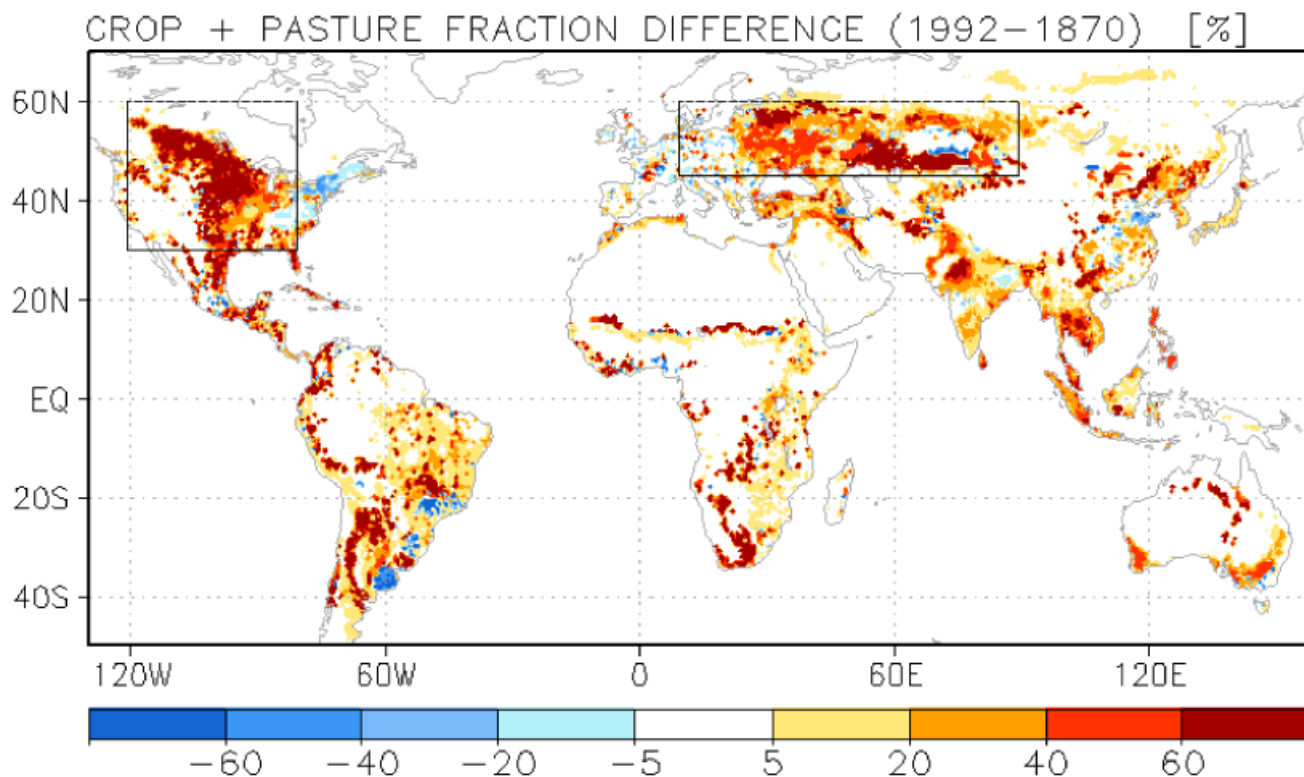 CROP + PASTURE FRACTION DIFFERENCE (1992−1870) [%]
60N
40N
20N
EQ
20S
40S
120W 60W 0 60E 120E
−60 −40 −20 −5 5 20 40 60